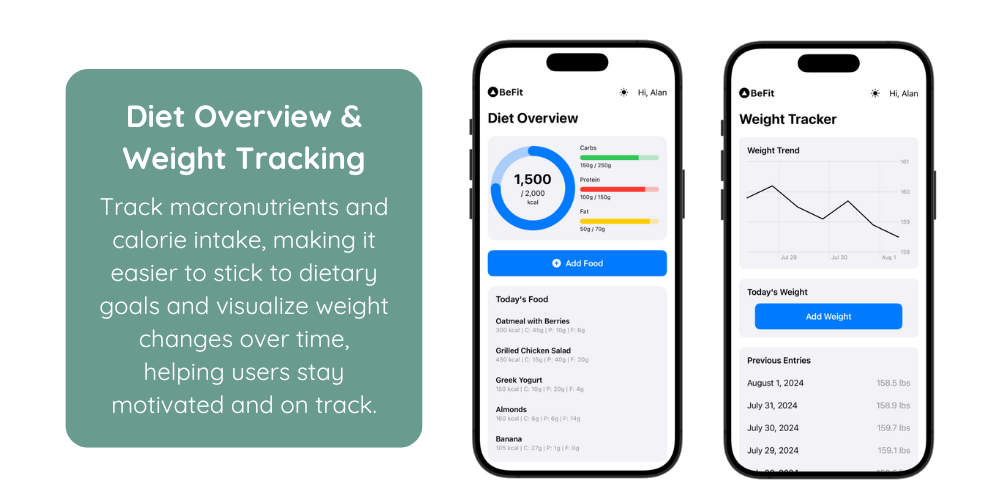 Diet Overview &
Weight Tracking
Track macronutrients and
calorie intake, making it
easier to stick to dietary
goals and visualize weight
changes over time,
helping users stay
motivated and on track.
BeFit
Hi, Alan
Diet Overview
1,500
/ 2,000
kcal
Carbs
150g / 250g
Protein
100g / 150g
Fat
50g / 70g
Add Food
Today's Food
Oatmeal with Berries
300 kcal | C: 45g | P: 10g | F: 6g
Grilled Chicken Salad
450 kcal | C: 15g | P: 40g | F: 20g
Greek Yogurt
150 kcal | C: 10g | P: 20g | F: 4g
Almonds
160 kcal | C: 6g | P: 6g | F: 14g
Banana
105 kcal | C: 27g | P: 1g | F: 0g
BeFit
Hi, Alan
Weight Tracker
Weight Trend
161
160
159
158
Jul 28
Jul 30
Aug 1
Today's Weight
Add Weight
Previous Entries
August 1, 2024 158.5 lbs
July 31, 2024 158.9 lbs
July 30, 2024 159.7 lbs
July 29, 2024 159.1 lbs